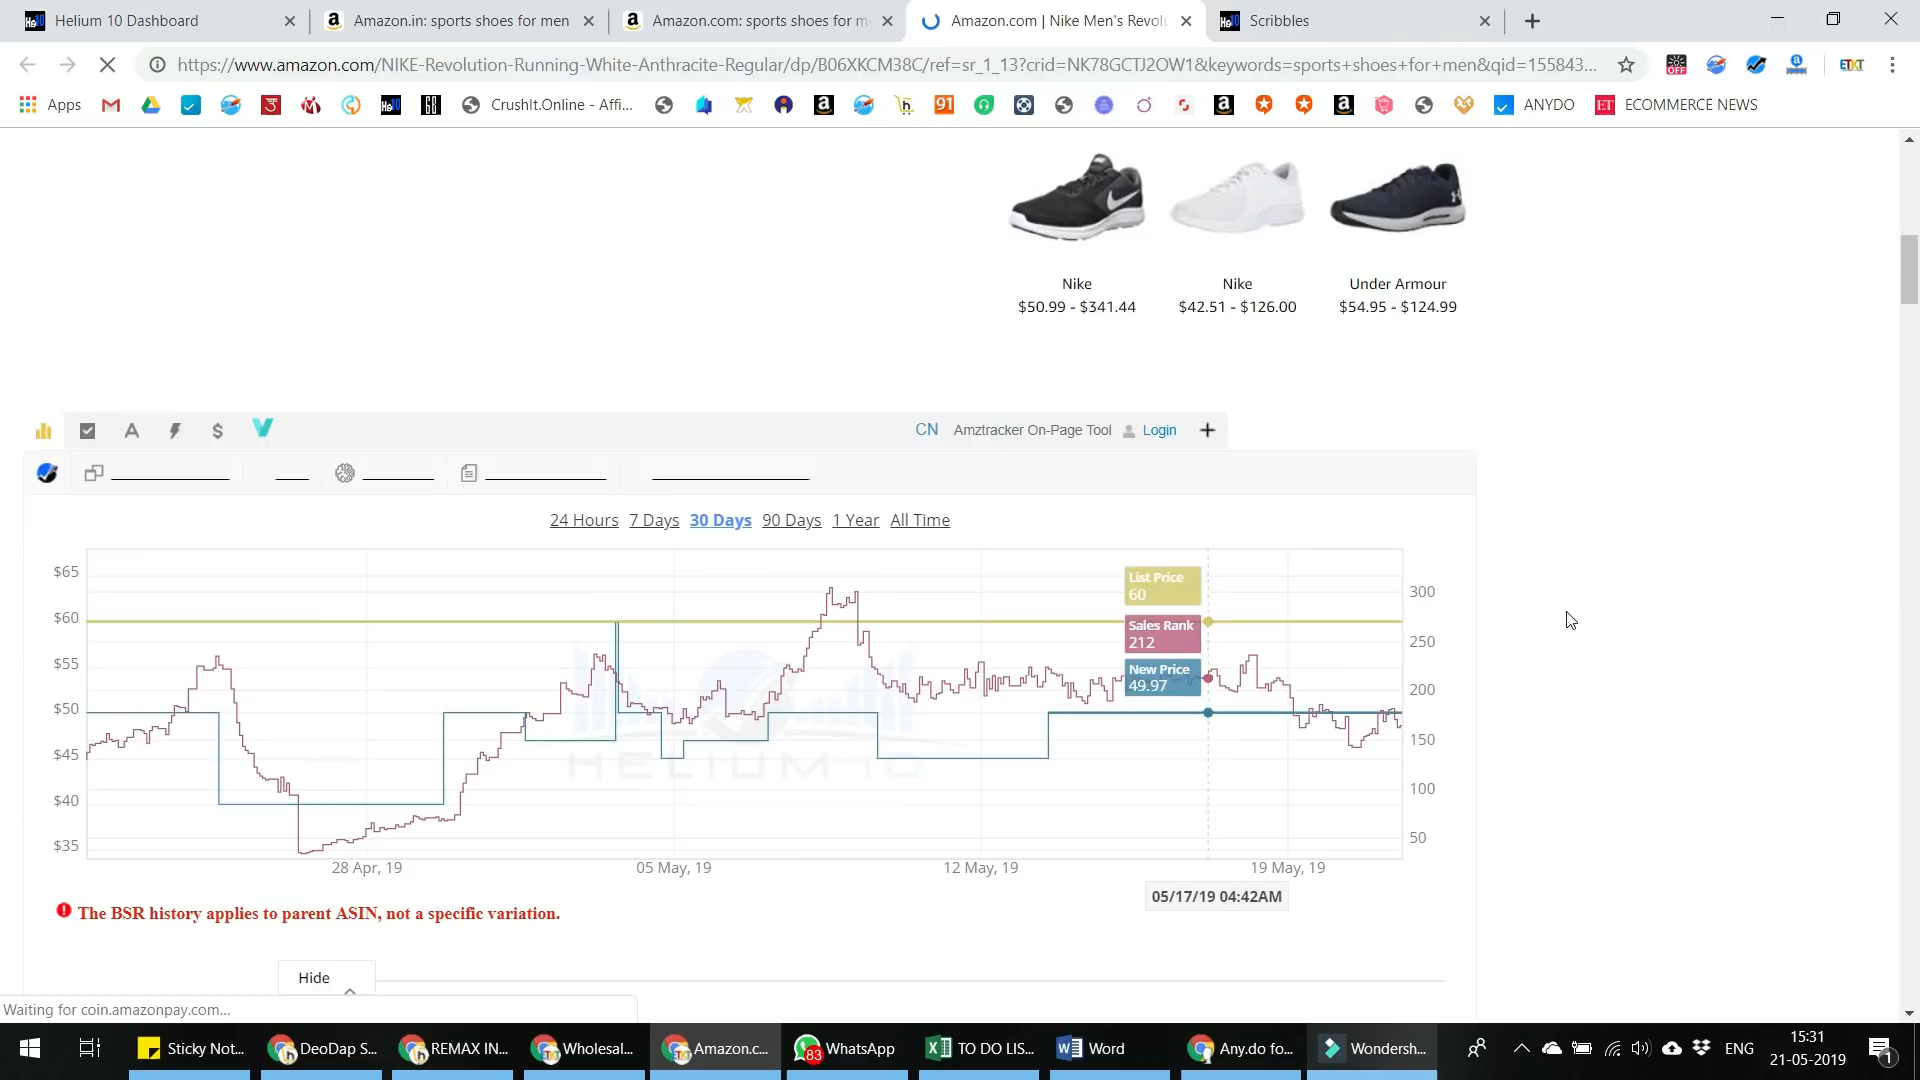 Helium 10 Dashboard
Amazon.in: sports shoes for men
Amazon.com: sports shoes for m
Amazon.com | Nike Men's Revolu
Scribbles
https://www.amazon.com/NIKE-Revolution-Running-White-Anthracite-Regular/dp/B06XKCM38C/ref=sr_1_13?crid=NK78GCTJ2OW1&keywords=sports+shoes+for+men&qid=155843...
Apps
CrushIt.Online - Affi...
91
ANYDO
ET ECOMMERCE NEWS
Nike
$50.99 - $341.44
Nike
$42.51 - $126.00
Under Armour
$54.95 - $124.99
CN Amztracker On-Page Tool Login
24 Hours 7 Days 30 Days 90 Days 1 Year All Time
$65
$60
$55
$50
$45
$40
$35
300
250
200
150
100
50
List Price
60
Sales Rank
212
New Price
49.97
HELIUM 10
28 Apr, 19
05 May, 19
12 May, 19
19 May, 19
05/17/19 04:42AM
The BSR history applies to parent ASIN, not a specific variation.
Hide
Waiting for coin.amazonpay.com...
Sticky Not...
DeoDap S...
REMAX IN...
Wholesal...
Amazon.c...
83
WhatsApp
TO DO LIS...
Word
Any.do fo...
Wondersh...
ENG
15:31
21-05-2019
1